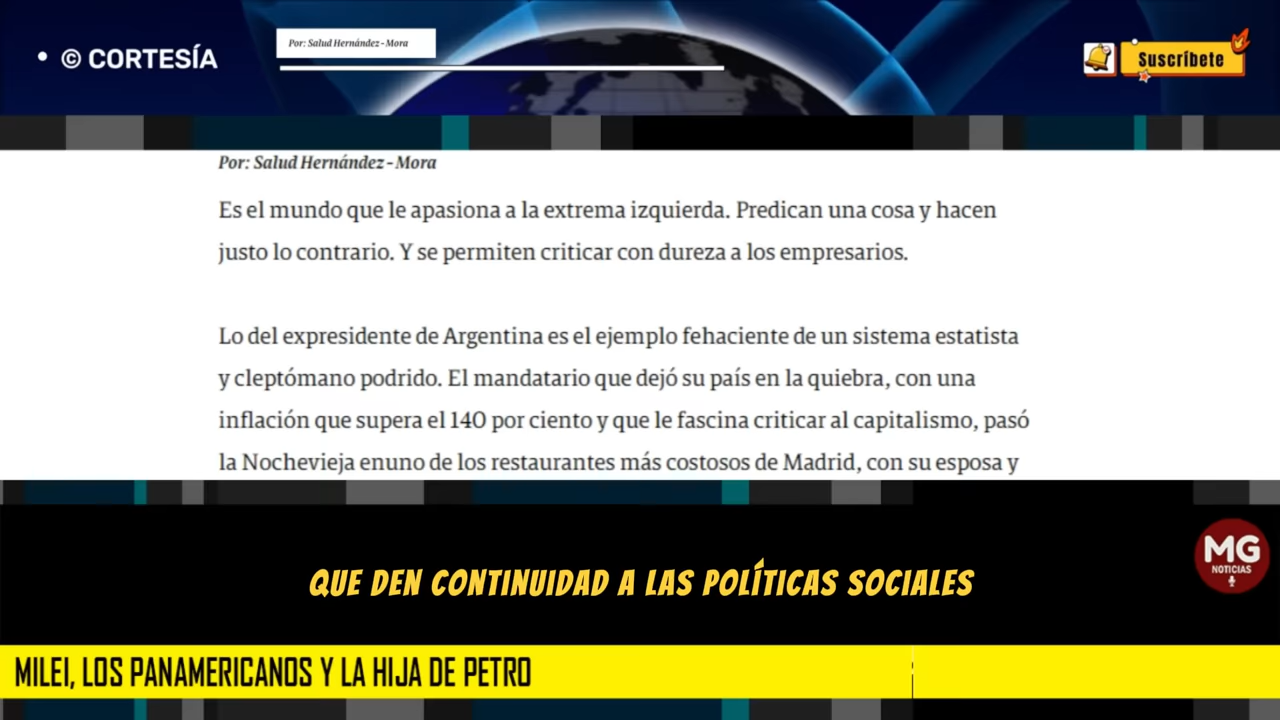 • © CORTESÍA
Por: Salud Hernández-Mora
Suscríbete
Por: Salud Hernández-Mora
Es el mundo que le apasiona a la extrema izquierda. Predican una cosa y hacen
justo lo contrario. Y se permiten criticar con dureza a los empresarios.
Lo del expresidente de Argentina es el ejemplo fehaciente de un sistema estatista
y cleptómano podrido. El mandatario que dejó su país en la quiebra, con una
inflación que supera el 140 por ciento y que le fascina criticar al capitalismo, pasó
la Nochevieja enuno de los restaurantes más costosos de Madrid, con su esposa y
MG
NOTICIAS
QUE DEN CONTINUIDAD A LAS POLÍTICAS SOCIALES
MILEI, LOS PANAMERICANOS Y LA HIJA DE PETRO